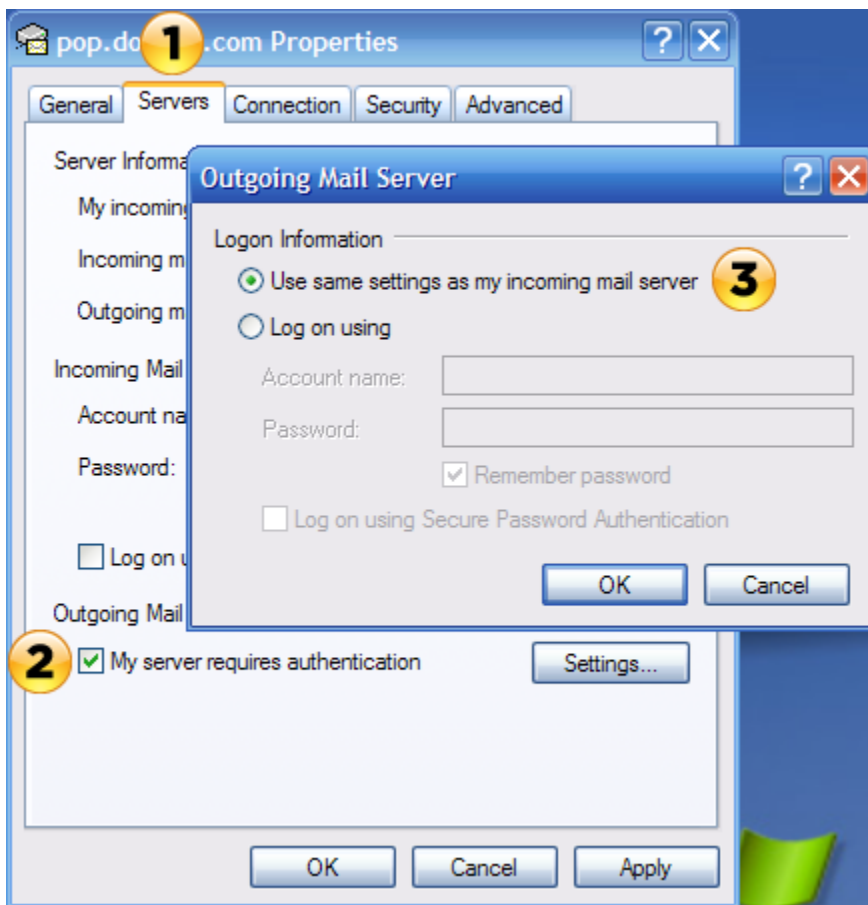 pop.do 1 .com Properties
General Servers Connection Security Advanced
Server Informa
My incoming
Incoming m
Outgoing m
Incoming Mail
Account na
Password:
Log on u
Outgoing Mail
2 My server requires authentication Settings...
OK Cancel Apply
Outgoing Mail Server
Logon Information
Use same settings as my incoming mail server 3
Log on using
Account name:
Password:
Remember password
Log on using Secure Password Authentication
OK Cancel